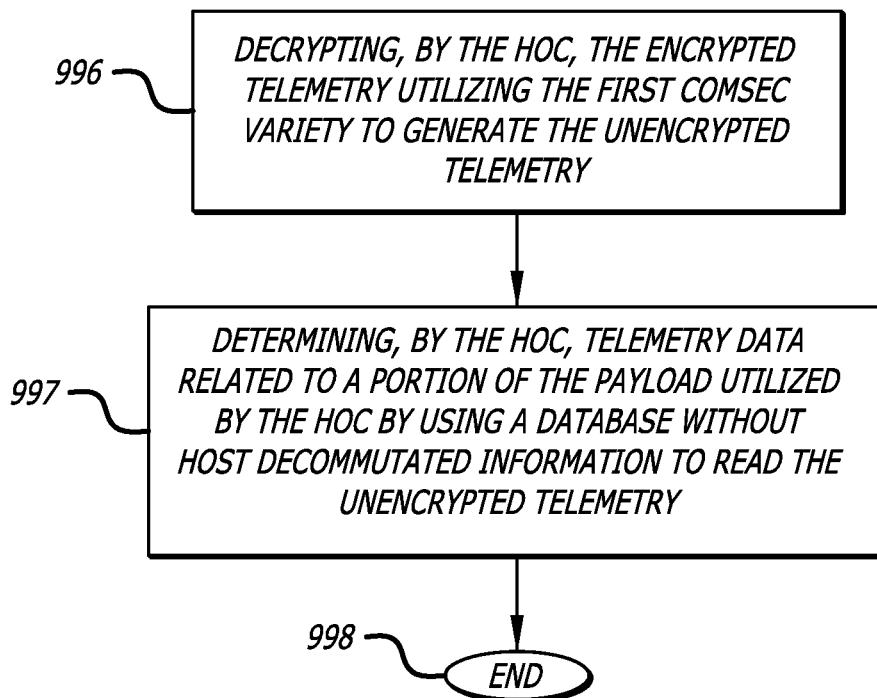 996
DECRYPTING, BY THE HOC, THE ENCRYPTED
TELEMETRY UTILIZING THE FIRST COMSEC
VARIETY TO GENERATE THE UNENCRYPTED
TELEMETRY
997
DETERMINING, BY THE HOC, TELEMETRY DATA
RELATED TO A PORTION OF THE PAYLOAD UTILIZED
BY THE HOC BY USING A DATABASE WITHOUT
HOST DECOMMUTATED INFORMATION TO READ THE
UNENCRYPTED TELEMETRY
998
END